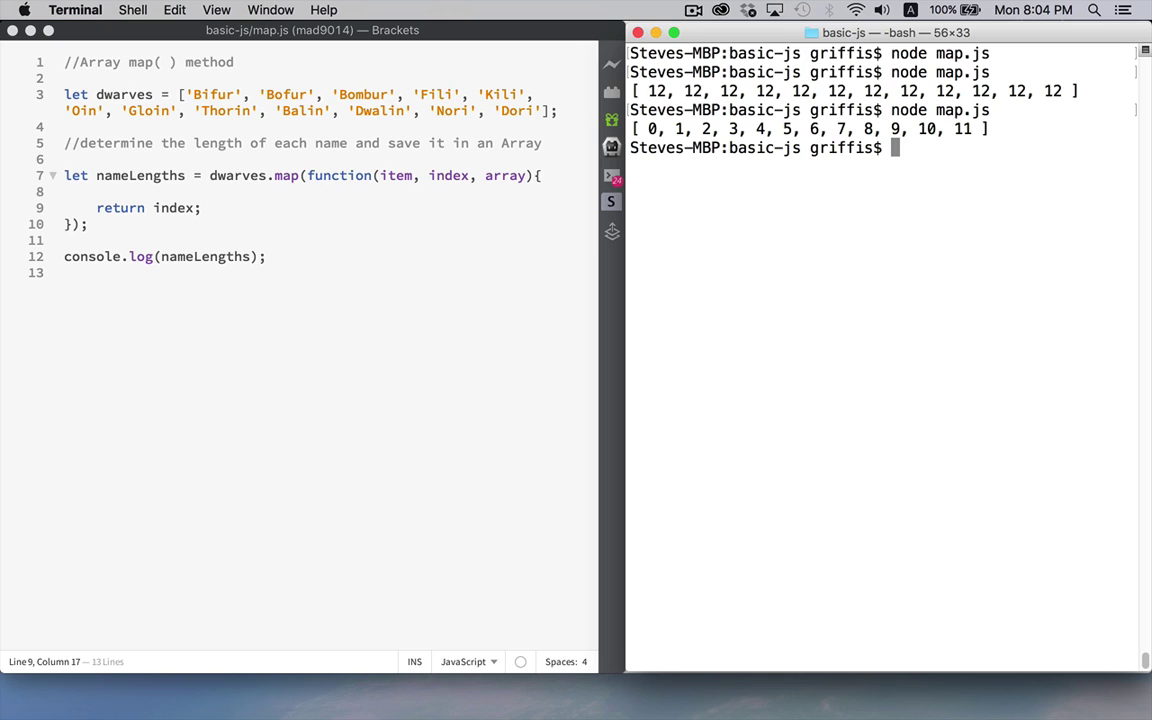 Terminal Shell Edit View Window Help A 100% Mon 8:04 PM
basic-js/map.js (mad9014) — Brackets
1 //Array map( ) method
2
3 let dwarves = ['Bifur', 'Bofur', 'Bombur', 'Fili', 'Kili',
'Oin', 'Gloin', 'Thorin', 'Balin', 'Dwalin', 'Nori', 'Dori'];
4
5 //determine the length of each name and save it in an Array
6
7 let nameLengths = dwarves.map(function(item, index, array){
8
9 return index;
10 });
11
12 console.log(nameLengths);
13
Line 9, Column 17 — 13 Lines INS JavaScript Spaces: 4
24
S
basic-js — -bash — 56×33
[Steves-MBP:basic-js griffis$ node map.js ]
[Steves-MBP:basic-js griffis$ node map.js ]
[ 12, 12, 12, 12, 12, 12, 12, 12, 12, 12, 12, 12 ]
[Steves-MBP:basic-js griffis$ node map.js ]
[ 0, 1, 2, 3, 4, 5, 6, 7, 8, 9, 10, 11 ]
Steves-MBP:basic-js griffis$